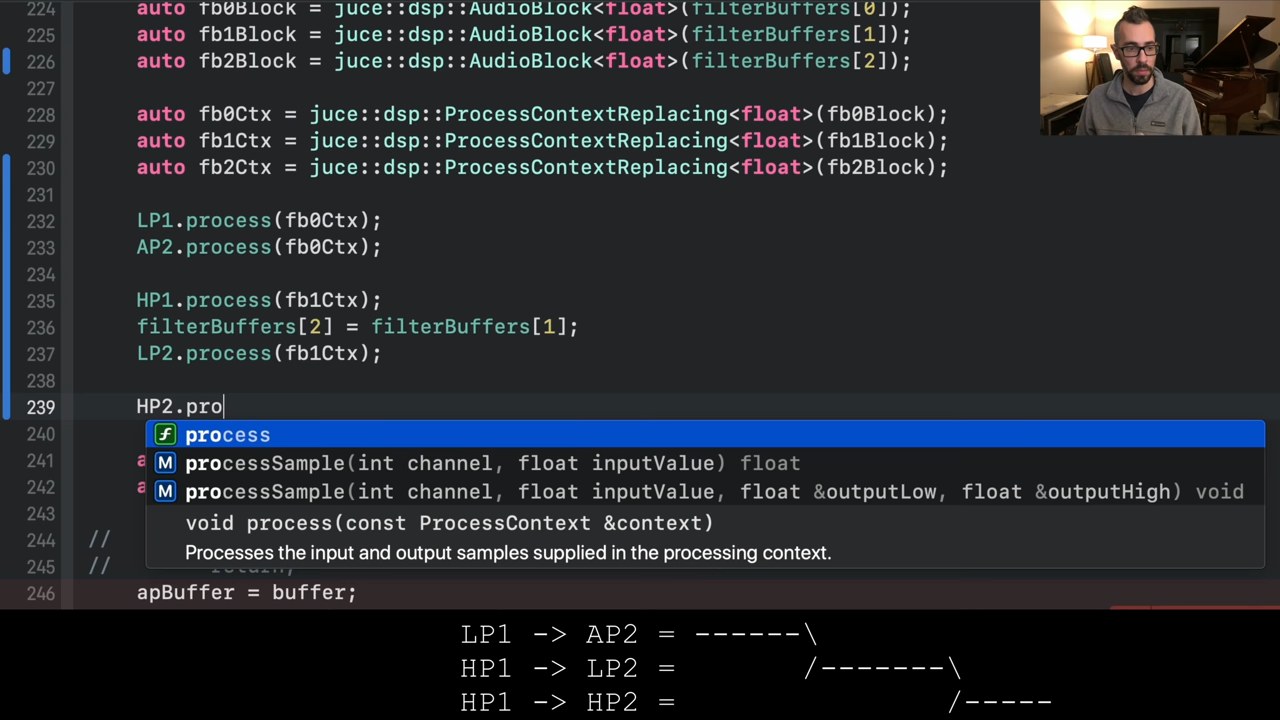 224 auto fb0Block = juce::dsp::AudioBlock<float>(filterBuffers[0]);
225 auto fb1Block = juce::dsp::AudioBlock<float>(filterBuffers[1]);
226 auto fb2Block = juce::dsp::AudioBlock<float>(filterBuffers[2]);
227
228 auto fb0Ctx = juce::dsp::ProcessContextReplacing<float>(fb0Block);
229 auto fb1Ctx = juce::dsp::ProcessContextReplacing<float>(fb1Block);
230 auto fb2Ctx = juce::dsp::ProcessContextReplacing<float>(fb2Block);
231
232 LP1.process(fb0Ctx);
233 AP2.process(fb0Ctx);
234
235 HP1.process(fb1Ctx);
236 filterBuffers[2] = filterBuffers[1];
237 LP2.process(fb1Ctx);
238
239 HP2.pro
240 f process
241 a M processSample(int channel, float inputValue) float
242 a M processSample(int channel, float inputValue, float &outputLow, float &outputHigh) void
243 void process(const ProcessContext &context)
244 // Processes the input and output samples supplied in the processing context.
245 // return;
246 apBuffer = buffer;
LP1 -> AP2 = ------\
HP1 -> LP2 = /-------\
HP1 -> HP2 = /-----